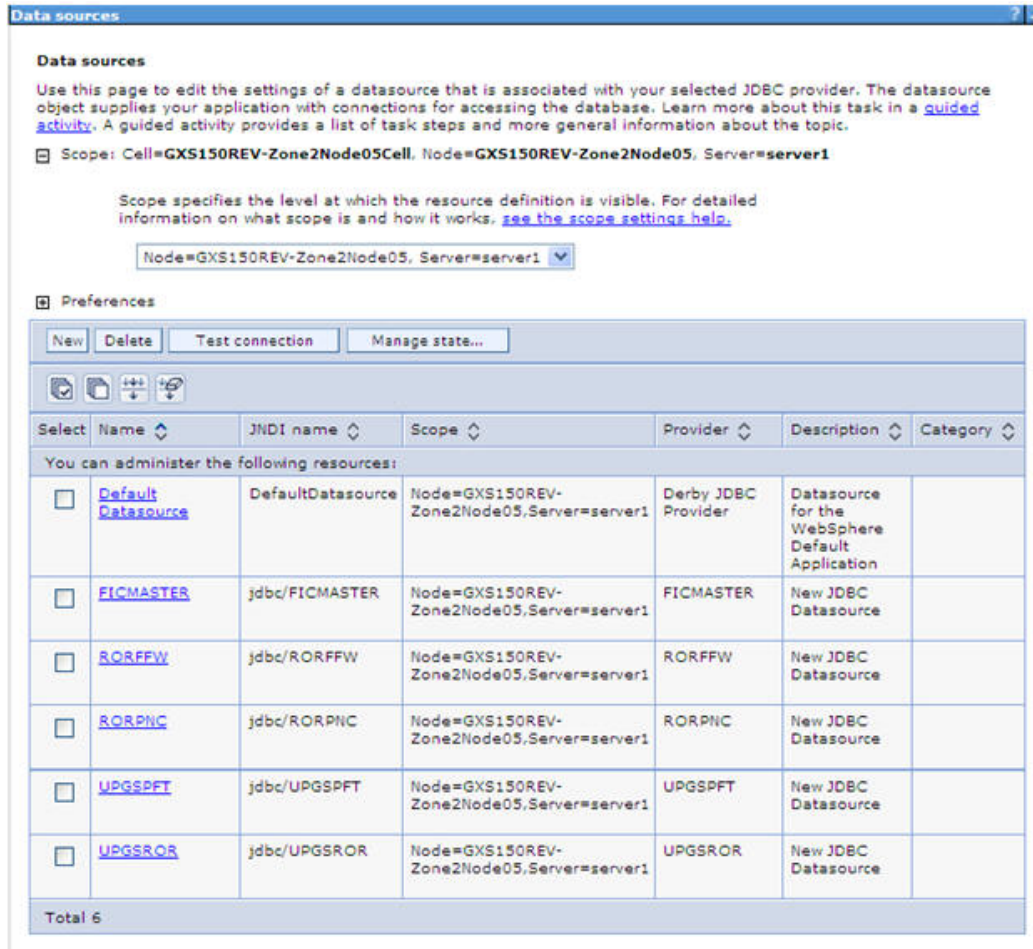 Data sources
?
Data sources
Use this page to edit the settings of a datasource that is associated with your selected JDBC provider. The datasource
object supplies your application with connections for accessing the database. Learn more about this task in a guided
activity. A guided activity provides a list of task steps and more general information about the topic.
Scope: Cell=GXS150REV-Zone2Node05Cell, Node=GXS150REV-Zone2Node05, Server=server1
Scope specifies the level at which the resource definition is visible. For detailed
information on what scope is and how it works, see the scope settings help.
Node=GXS150REV-Zone2Node05, Server=server1
Preferences
New Delete Test connection Manage state...
Select Name JNDI name Scope Provider Description Category
You can administer the following resources:
Default DefaultDatasource Node=GXS150REV- Derby JDBC Datasource
Datasource Zone2Node05,Server=server1 Provider for the
WebSphere
Default
Application
FICMASTER jdbc/FICMASTER Node=GXS150REV- FICMASTER New JDBC
Zone2Node05,Server=server1 Datasource
RORFFW jdbc/RORFFW Node=GXS150REV- RORFFW New JDBC
Zone2Node05,Server=server1 Datasource
RORPNC jdbc/RORPNC Node=GXS150REV- RORPNC New JDBC
Zone2Node05,Server=server1 Datasource
UPGSPFT jdbc/UPGSPFT Node=GXS150REV- UPGSPFT New JDBC
Zone2Node05,Server=server1 Datasource
UPGSROR jdbc/UPGSROR Node=GXS150REV- UPGSROR New JDBC
Zone2Node05,Server=server1 Datasource
Total 6